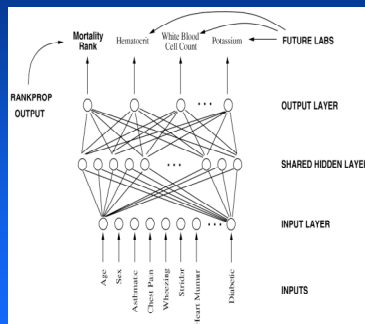 Mortality Rank
Hematocrit
White Blood Cell Count
Potassium
FUTURE LABS
RANKPROP OUTPUT
OUTPUT LAYER
SHARED HIDDEN LAYER
INPUT LAYER
Age
Sex
Asthmatic
Chest Pain
Wheezing
Stridor
Heart Mumur
Diabetic
INPUTS